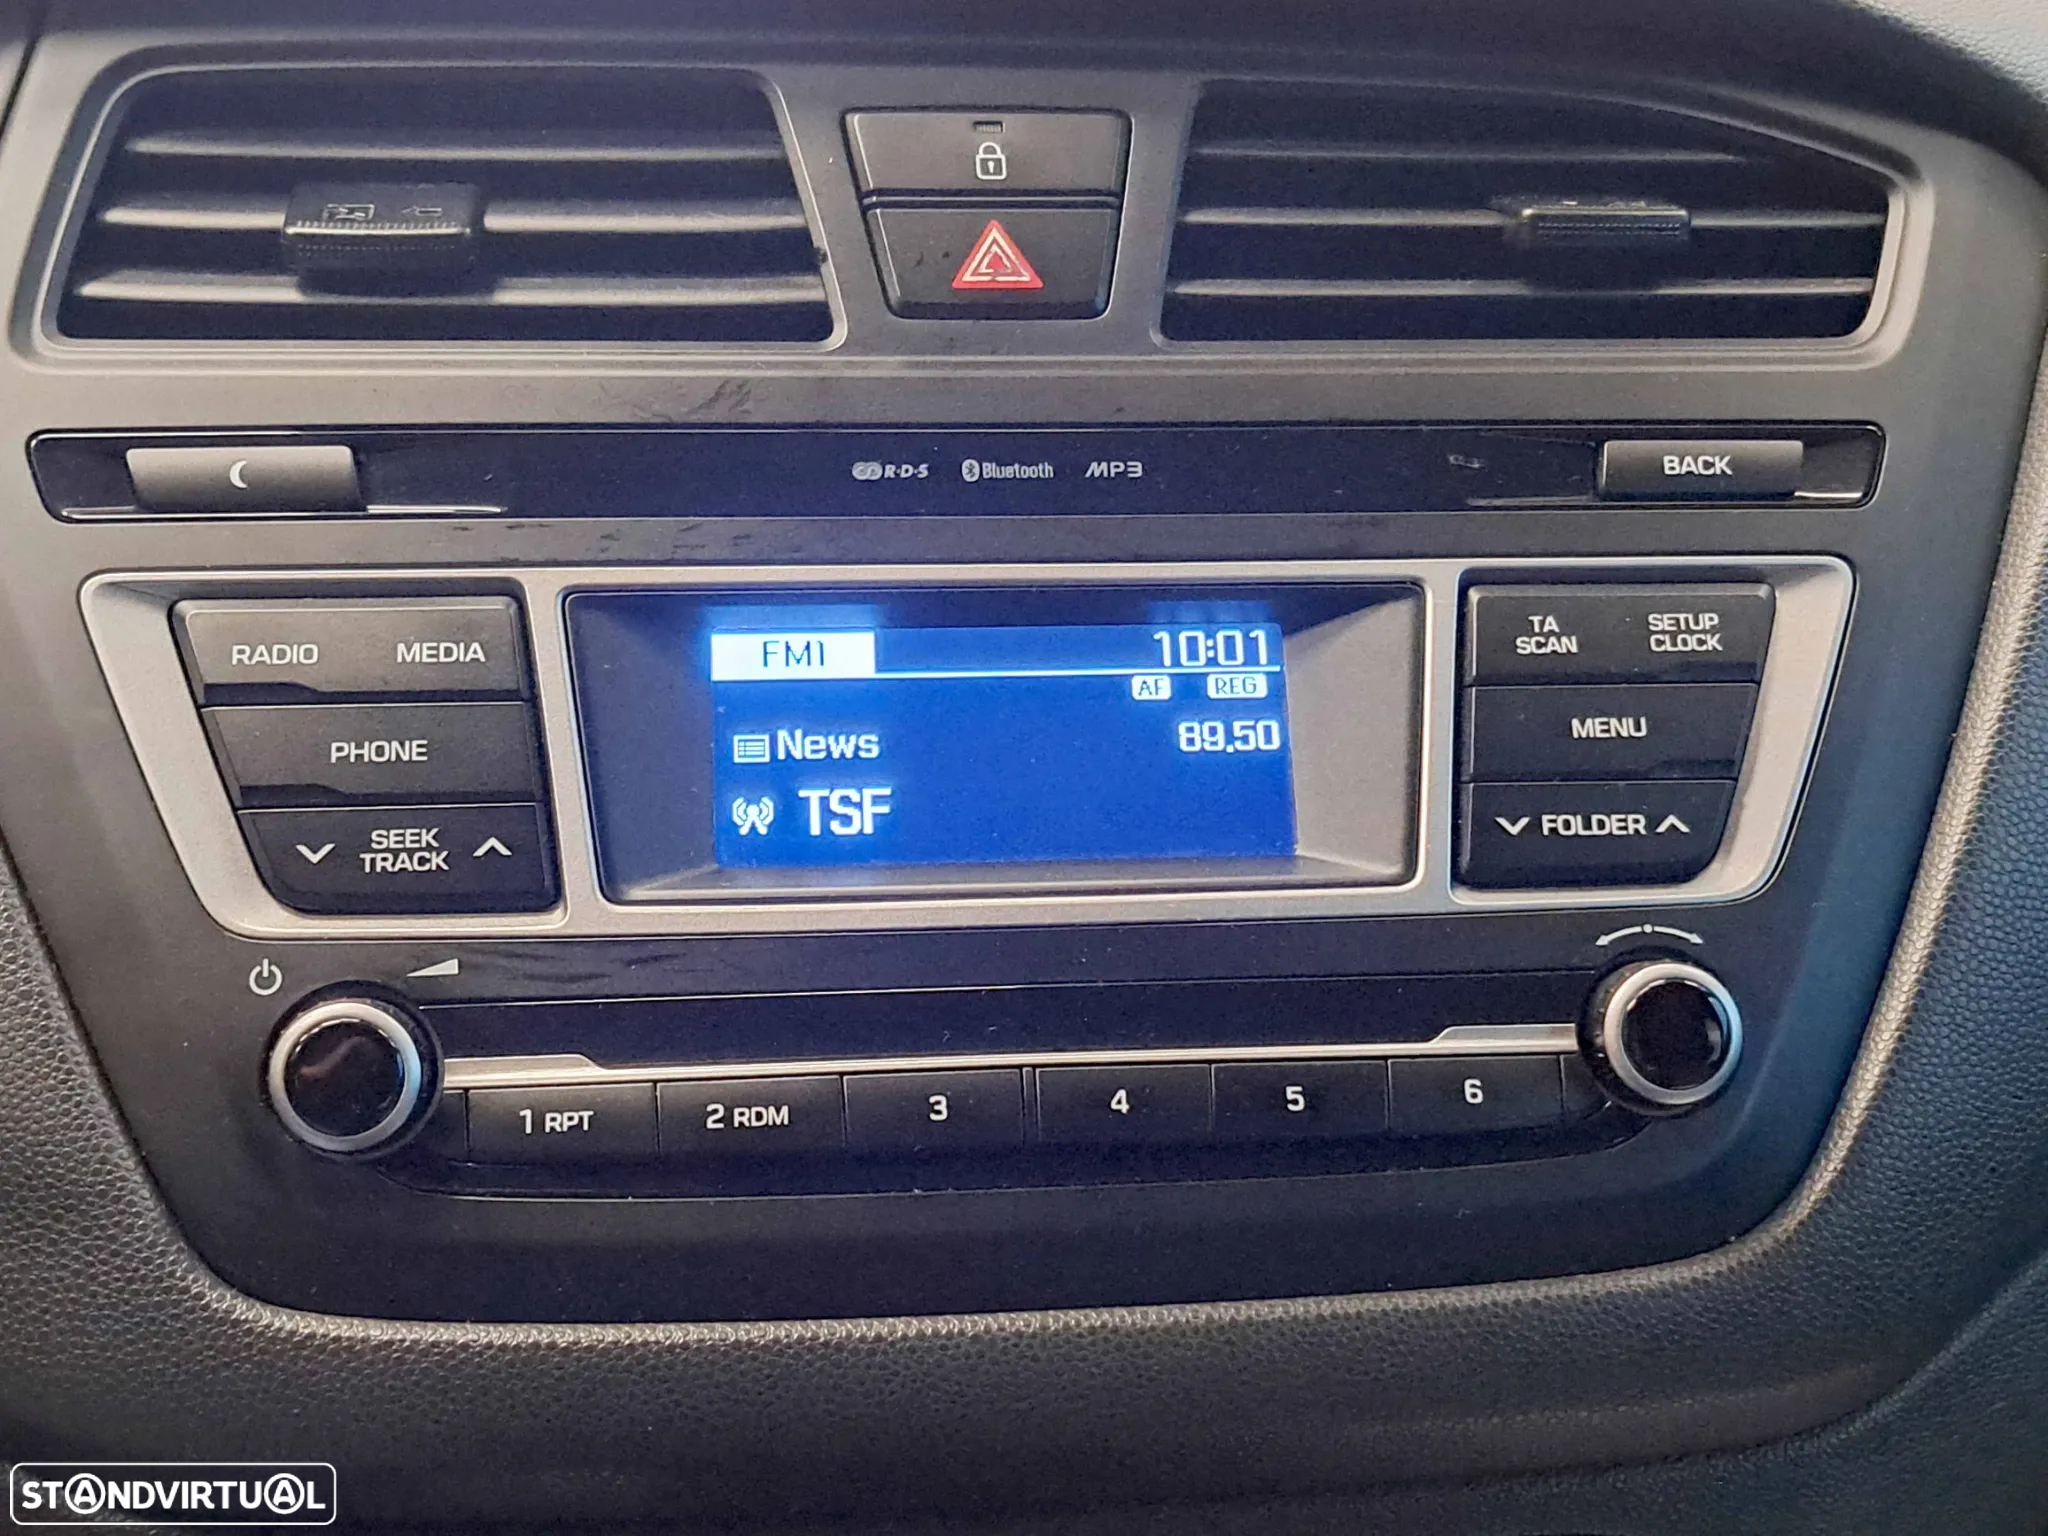 R·D·S Bluetooth MP3
BACK
RADIO MEDIA
PHONE
SEEK
TRACK
FM1 10:01
AF REG
News 89.50
TSF
TA
SCAN
SETUP
CLOCK
MENU
FOLDER
1 RPT 2 RDM 3 4 5 6
STANDVIRTUAL